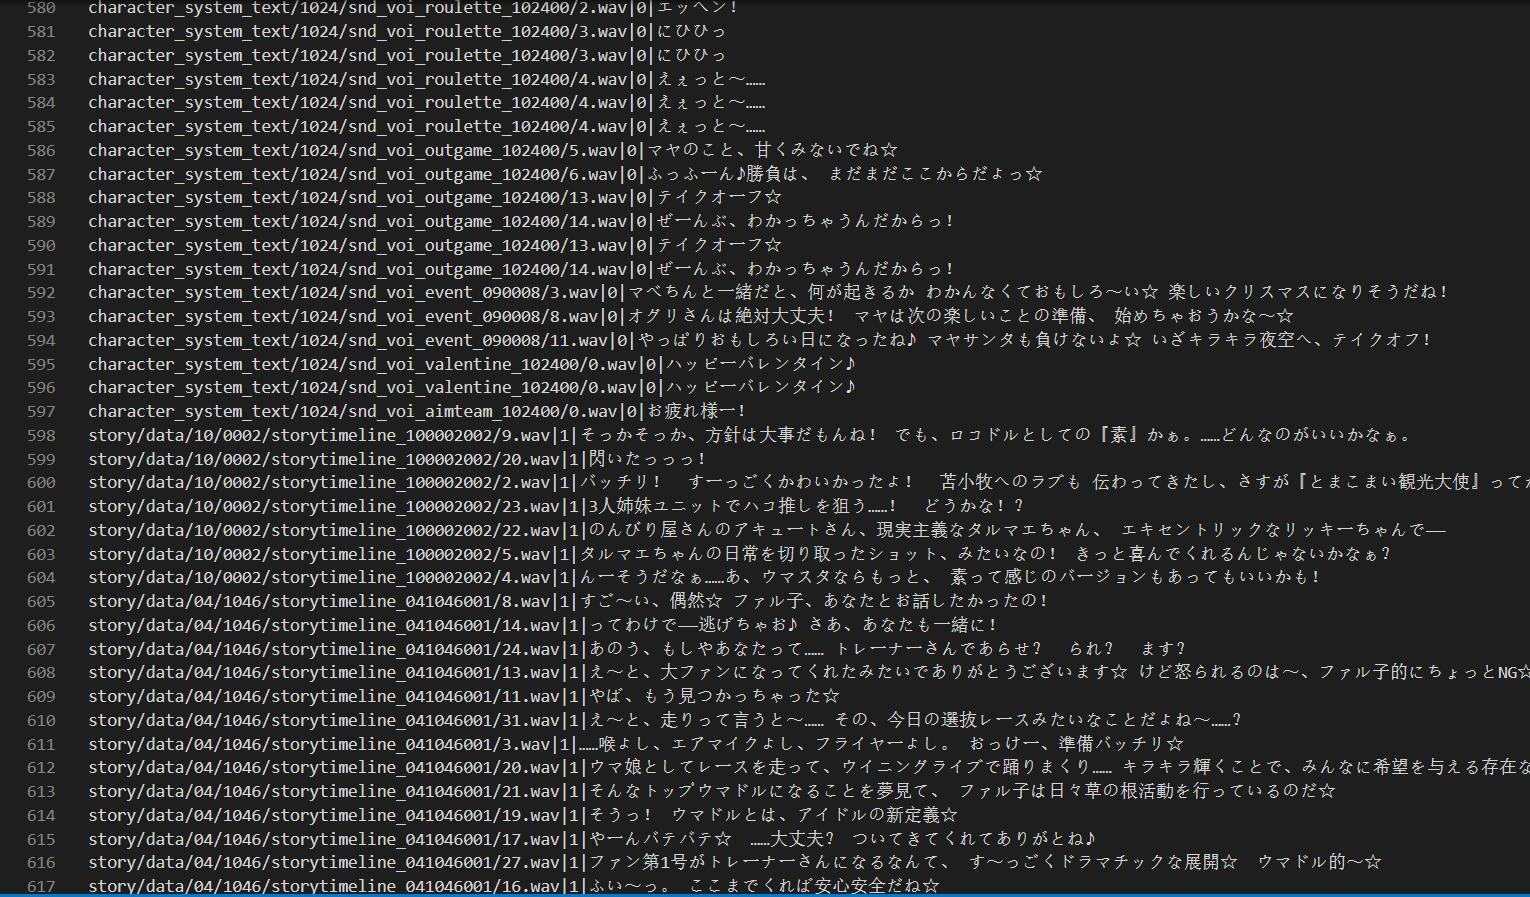 580 character_system_text/1024/snd_voi_roulette_102400/2.wav|0|エッヘン!
581 character_system_text/1024/snd_voi_roulette_102400/3.wav|0|にひひっ
582 character_system_text/1024/snd_voi_roulette_102400/3.wav|0|にひひっ
583 character_system_text/1024/snd_voi_roulette_102400/4.wav|0|えぇっと～……
584 character_system_text/1024/snd_voi_roulette_102400/4.wav|0|えぇっと～……
585 character_system_text/1024/snd_voi_roulette_102400/4.wav|0|えぇっと～……
586 character_system_text/1024/snd_voi_outgame_102400/5.wav|0|マヤのこと、甘くみないでね☆
587 character_system_text/1024/snd_voi_outgame_102400/6.wav|0|ふっふーん♪勝負は、 まだまだここからだよっ☆
588 character_system_text/1024/snd_voi_outgame_102400/13.wav|0|テイクオーフ☆
589 character_system_text/1024/snd_voi_outgame_102400/14.wav|0|ぜーんぶ、わかっちゃうんだからっ!
590 character_system_text/1024/snd_voi_outgame_102400/13.wav|0|テイクオーフ☆
591 character_system_text/1024/snd_voi_outgame_102400/14.wav|0|ぜーんぶ、わかっちゃうんだからっ!
592 character_system_text/1024/snd_voi_event_090008/3.wav|0|マベちんと一緒だと、何が起きるか わかんなくておもしろ～い☆ 楽しいクリスマスになりそうだね!
593 character_system_text/1024/snd_voi_event_090008/8.wav|0|オグリさんは絶対大丈夫! マヤは次の楽しいことの準備、 始めちゃおうかな～☆
594 character_system_text/1024/snd_voi_event_090008/11.wav|0|やっぱりおもしろい日になったね♪ マヤサンタも負けないよ☆ いざキラキラ夜空へ、テイクオフ!
595 character_system_text/1024/snd_voi_valentine_102400/0.wav|0|ハッピーバレンタイン♪
596 character_system_text/1024/snd_voi_valentine_102400/0.wav|0|ハッピーバレンタイン♪
597 character_system_text/1024/snd_voi_aimteam_102400/0.wav|0|お疲れ様ー!
598 story/data/10/0002/storytimeline_100002002/9.wav|1|そっかそっか、方針は大事だもんね! でも、ロコドルとしての『素』かぁ。……どんなのがいいかなぁ。
599 story/data/10/0002/storytimeline_100002002/20.wav|1|閃いたっっっ!
600 story/data/10/0002/storytimeline_100002002/2.wav|1|バッチリ!　すーっごくかわいかったよ!　苫小牧へのラブも 伝わってきたし、さすが『とまこまい観光大使』って
601 story/data/10/0002/storytimeline_100002002/23.wav|1|3人姉妹ユニットでハコ推しを狙う……!　どうかな!?
602 story/data/10/0002/storytimeline_100002002/22.wav|1|のんびり屋さんのアキュートさん、現実主義なタルマエちゃん、 エキセントリックなリッキーちゃんで――
603 story/data/10/0002/storytimeline_100002002/5.wav|1|タルマエちゃんの日常を切り取ったショット、みたいなの! きっと喜んでくれるんじゃないかなぁ?
604 story/data/10/0002/storytimeline_100002002/4.wav|1|んーそうだなぁ……あ、ウマスタならもっと、 素って感じのバージョンもあってもいいかも!
605 story/data/04/1046/storytimeline_041046001/8.wav|1|すご～い、偶然☆ ファル子、あなたとお話したかったの!
606 story/data/04/1046/storytimeline_041046001/14.wav|1|ってわけで――逃げちゃお♪ さあ、あなたも一緒に!
607 story/data/04/1046/storytimeline_041046001/24.wav|1|あのう、もしやあなたって…… トレーナーさんであらせ?　られ?　ます?
608 story/data/04/1046/storytimeline_041046001/13.wav|1|え～と、大ファンになってくれたみたいでありがとうございます☆ けど怒られるのは～、ファル子的にちょっとNG☆
609 story/data/04/1046/storytimeline_041046001/11.wav|1|やば、もう見つかっちゃった☆
610 story/data/04/1046/storytimeline_041046001/31.wav|1|え～と、走りって言うと～…… その、今日の選抜レースみたいなことだよね～……?
611 story/data/04/1046/storytimeline_041046001/3.wav|1|……喉よし、エアマイクよし、フライヤーよし。 おっけー、準備バッチリ☆
612 story/data/04/1046/storytimeline_041046001/20.wav|1|ウマ娘としてレースを走って、ウイニングライブで踊りまくり…… キラキラ輝くことで、みんなに希望を与える存在な
613 story/data/04/1046/storytimeline_041046001/21.wav|1|そんなトップウマドルになることを夢見て、 ファル子は日々草の根活動を行っているのだ☆
614 story/data/04/1046/storytimeline_041046001/19.wav|1|そうっ!　ウマドルとは、アイドルの新定義☆
615 story/data/04/1046/storytimeline_041046001/17.wav|1|やーんバテバテ☆　……大丈夫? ついてきてくれてありがとね♪
616 story/data/04/1046/storytimeline_041046001/27.wav|1|ファン第1号がトレーナーさんになるなんて、 す～っごくドラマチックな展開☆　ウマドル的～☆
617 story/data/04/1046/storytimeline_041046001/16.wav|1|ふい～っ。 ここまでくれば安心安全だね☆